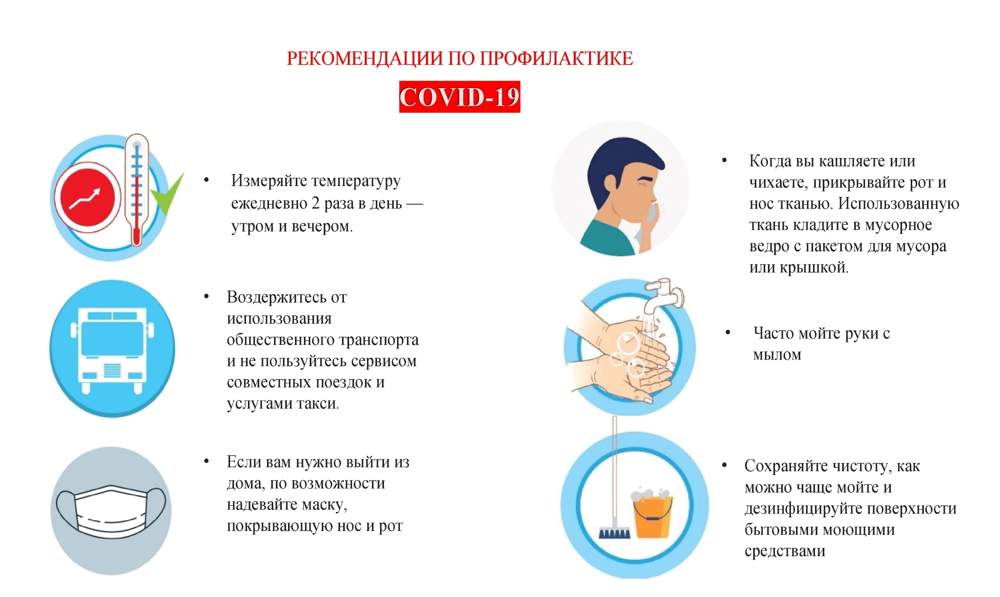 РЕКОМЕНДАЦИИ ПО ПРОФИЛАКТИКЕ
COVID-19
• Измеряйте температуру
ежедневно 2 раза в день —
утром и вечером.
• Воздержитесь от
использования
общественного транспорта
и не пользуйтесь сервисом
совместных поездок и
услугами такси.
• Если вам нужно выйти из
дома, по возможности
надевайте маску,
покрывающую нос и рот
• Когда вы кашляете или
чихаете, прикрывайте рот и
нос тканью. Использованную
ткань кладите в мусорное
ведро с пакетом для мусора
или крышкой.
• Часто мойте руки с
мылом
• Сохраняйте чистоту, как
можно чаще мойте и
дезинфицируйте поверхности
бытовыми моющими
средствами